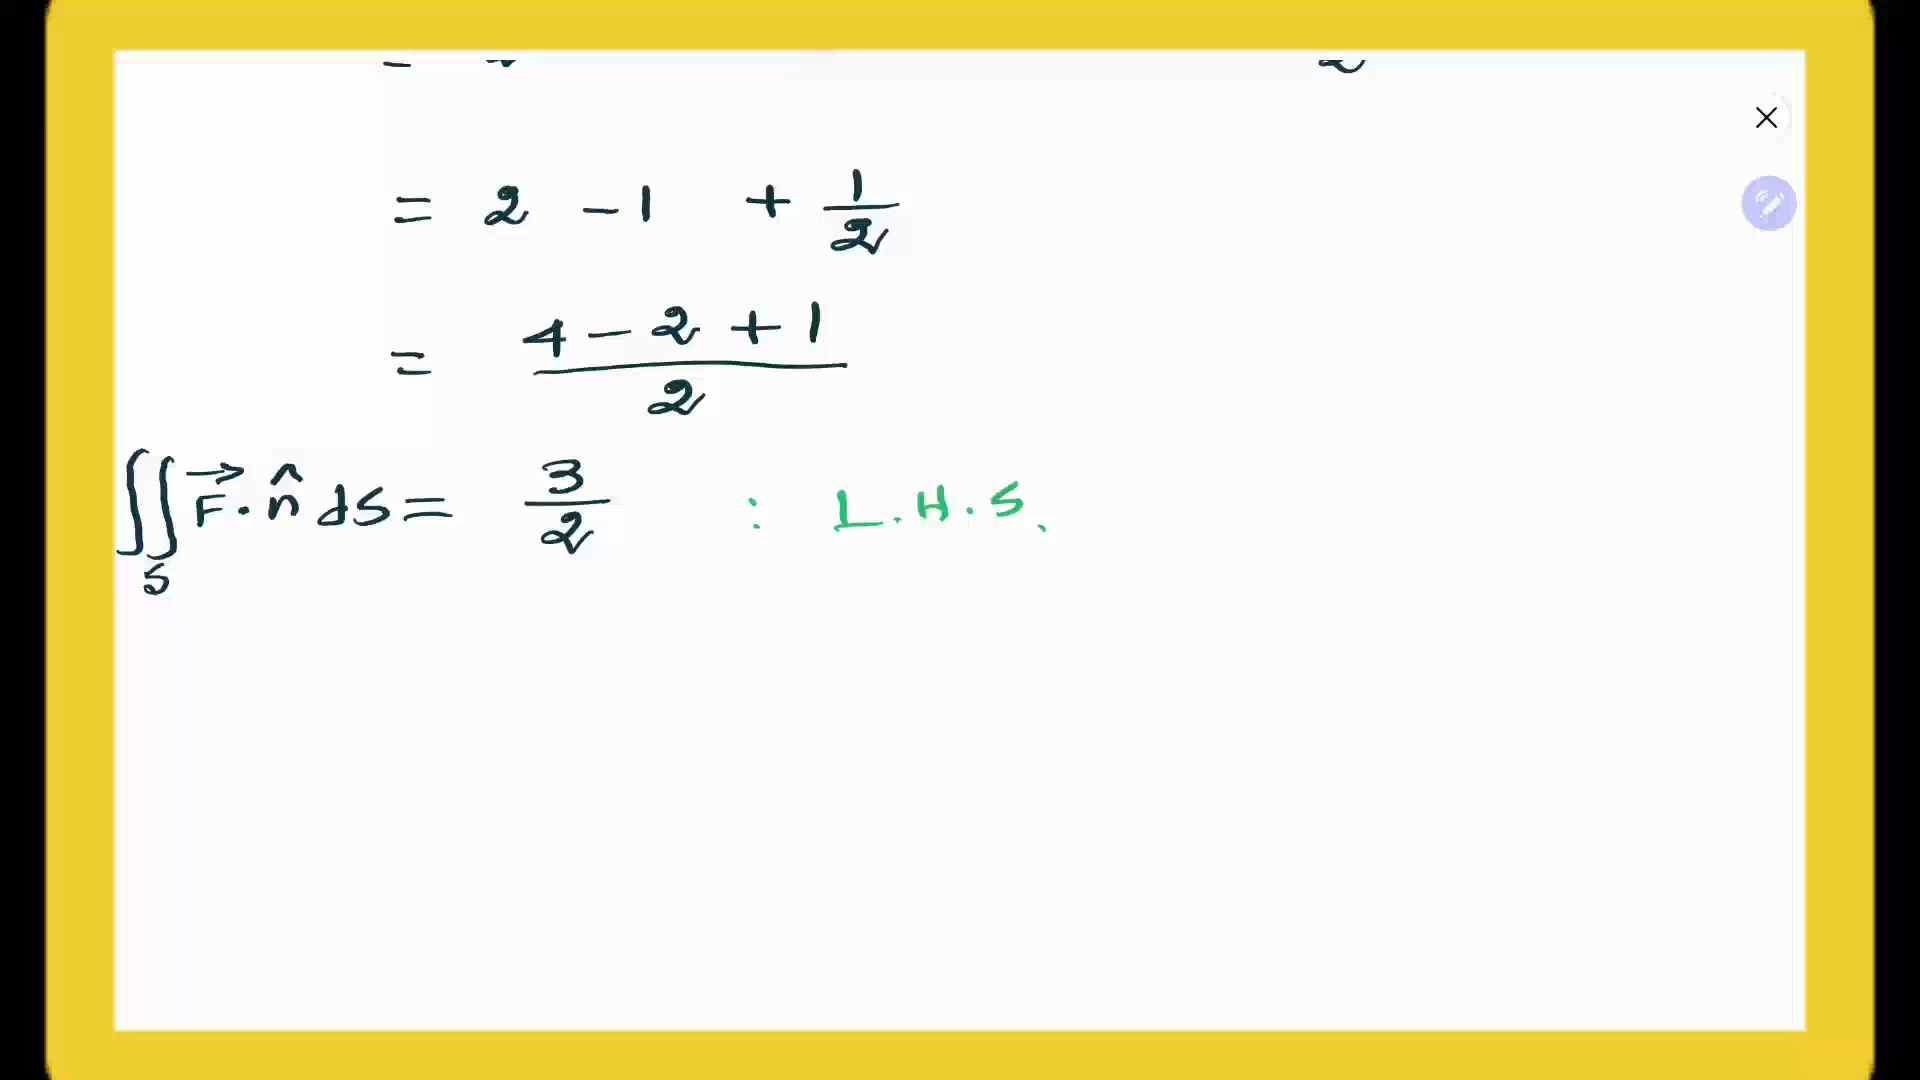 = 2 - 1 + 1/2
= (4 - 2 + 1)/2
∬_S F⃗ · n̂ ds = 3/2 : L.H.S.